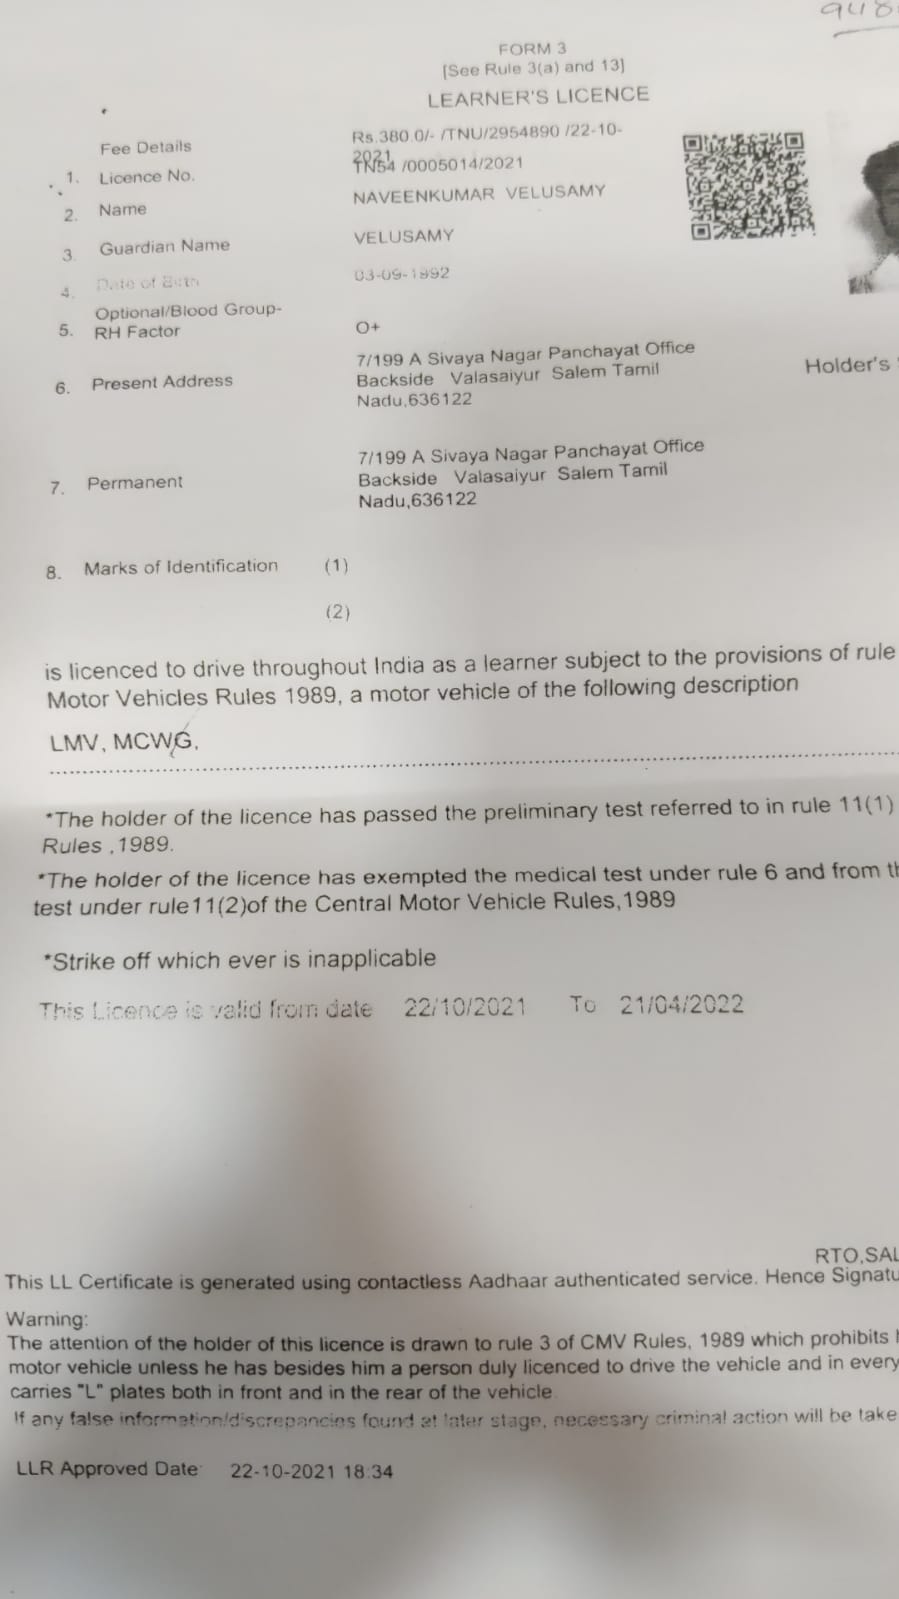 948
FORM 3
[See Rule 3(a) and 13]
LEARNER'S LICENCE
Fee Details Rs.380.0/- /TNU/2954890 /22-10-
2021
1. Licence No. TN54 /0005014/2021
2. Name NAVEENKUMAR VELUSAMY
3. Guardian Name VELUSAMY
4. Date of Birth 03-09-1992
5. Optional/Blood Group-
RH Factor O+
6. Present Address 7/199 A Sivaya Nagar Panchayat Office
Backside Valasaiyur Salem Tamil
Nadu,636122
Holder's
7. Permanent 7/199 A Sivaya Nagar Panchayat Office
Backside Valasaiyur Salem Tamil
Nadu,636122
8. Marks of Identification (1)
(2)
is licenced to drive throughout India as a learner subject to the provisions of rule
Motor Vehicles Rules 1989, a motor vehicle of the following description
LMV, MCWG,
*The holder of the licence has passed the preliminary test referred to in rule 11(1)
Rules ,1989.
*The holder of the licence has exempted the medical test under rule 6 and from th
test under rule11(2)of the Central Motor Vehicle Rules,1989
*Strike off which ever is inapplicable
This Licence is valid from date 22/10/2021 To 21/04/2022
RTO,SAL
This LL Certificate is generated using contactless Aadhaar authenticated service. Hence Signatu
Warning:
The attention of the holder of this licence is drawn to rule 3 of CMV Rules, 1989 which prohibits
motor vehicle unless he has besides him a person duly licenced to drive the vehicle and in every
carries "L" plates both in front and in the rear of the vehicle.
If any false information/discrepancies found at later stage, necessary criminal action will be take
LLR Approved Date: 22-10-2021 18:34